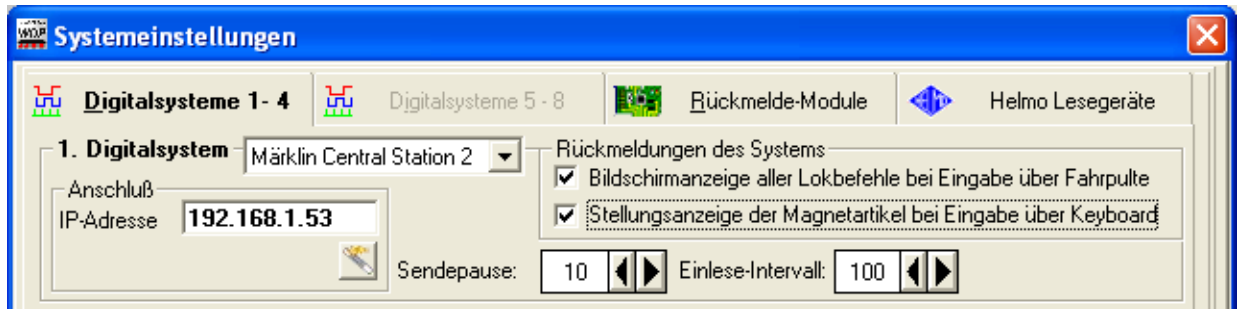 WDP Systemeinstellungen
Digitalsysteme 1- 4 Digitalsysteme 5 - 8 Rückmelde-Module Helmo Lesegeräte
1. Digitalsystem Märklin Central Station 2 Rückmeldungen des Systems
Bildschirmanzeige aller Lokbefehle bei Eingabe über Fahrpulte
Anschluß
IP-Adresse 192.168.1.53 Stellungsanzeige der Magnetartikel bei Eingabe über Keyboard
Sendepause: 10 Einlese-Intervall: 100